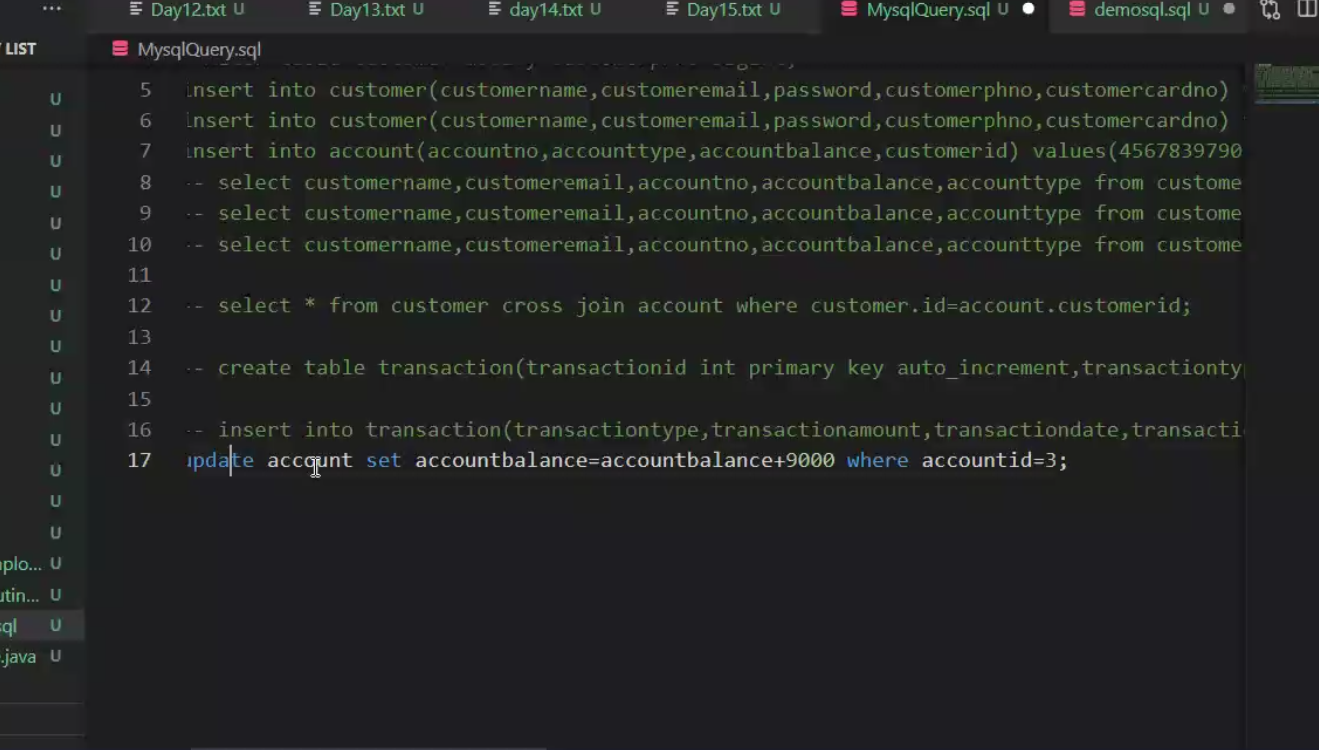 Day12.txt U Day13.txt U day14.txt U Day15.txt U MysqlQuery.sql U demosql.sql U
LIST
MysqlQuery.sql
U
5 insert into customer(customername,customeremail,password,customerphno,customercardno)
U
6 insert into customer(customername,customeremail,password,customerphno,customercardno)
U
7 insert into account(accountno,accounttype,accountbalance,customerid) values(4567839790
U
8 -- select customername,customeremail,accountno,accountbalance,accounttype from custome
U
9 -- select customername,customeremail,accountno,accountbalance,accounttype from custome
U
10 -- select customername,customeremail,accountno,accountbalance,accounttype from custome
U
11
U
12 -- select * from customer cross join account where customer.id=account.customerid;
U
13
U
14 -- create table transaction(transactionid int primary key auto_increment,transactionty
U
15
U
16 -- insert into transaction(transactiontype,transactionamount,transactiondate,transacti
U
17 update account set accountbalance=accountbalance+9000 where accountid=3;
U
U
U
plo... U
utin... U
sql U
.java U